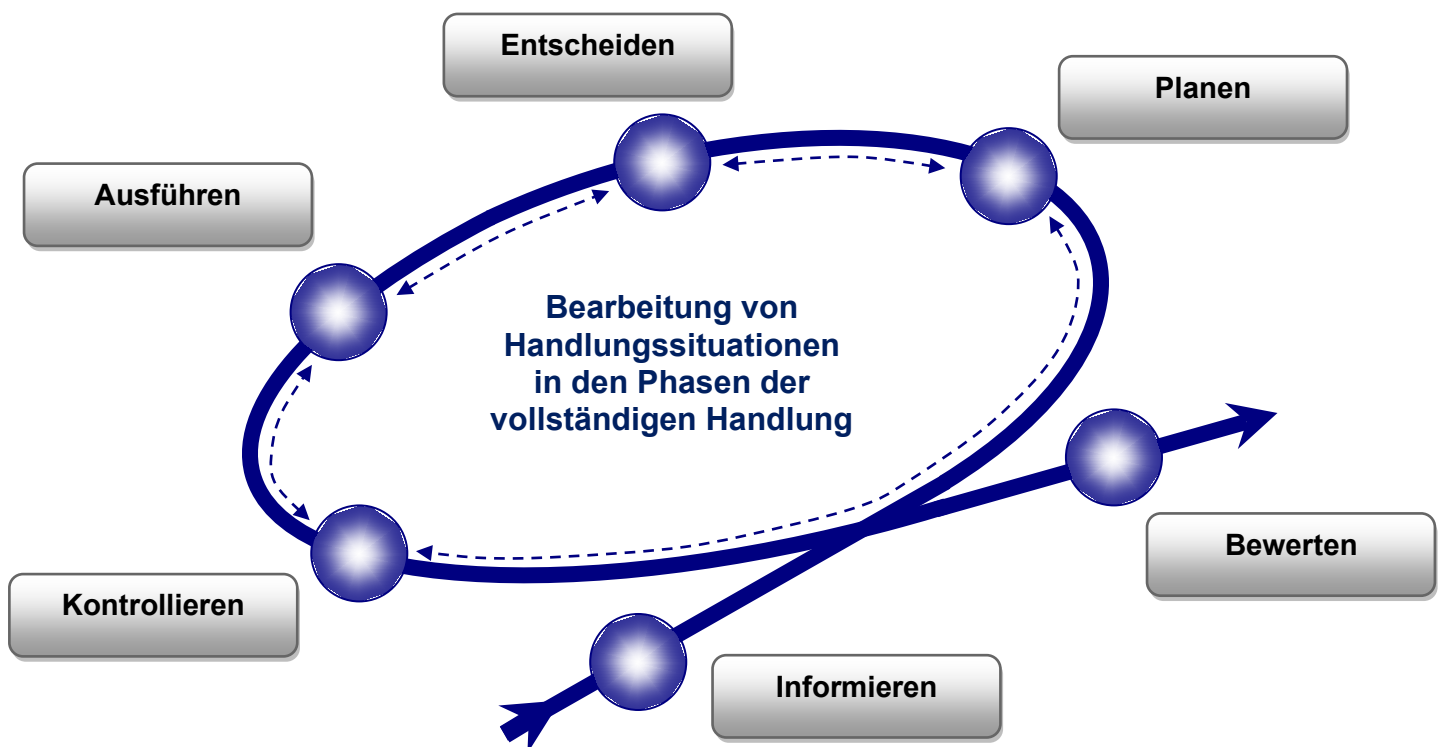 Entscheiden
Planen
Ausführen
Bearbeitung von
Handlungssituationen
in den Phasen der
vollständigen Handlung
Bewerten
Kontrollieren
Informieren